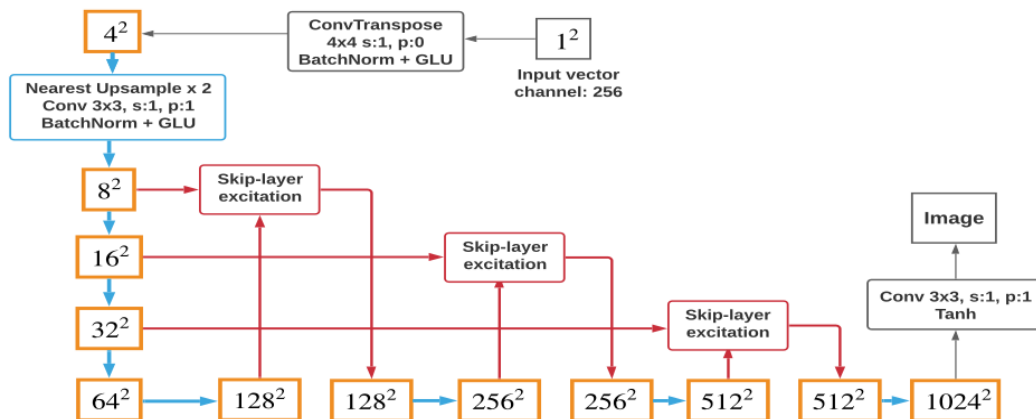 4²
ConvTranspose
4x4 s:1, p:0
BatchNorm + GLU
1²
Input vector
channel: 256
Nearest Upsample x 2
Conv 3x3, s:1, p:1
BatchNorm + GLU
8²
Skip-layer
excitation
16²
Skip-layer
excitation
Image
32²
Skip-layer
excitation
Conv 3x3, s:1, p:1
Tanh
64²
128²
128²
256²
256²
512²
512²
1024²